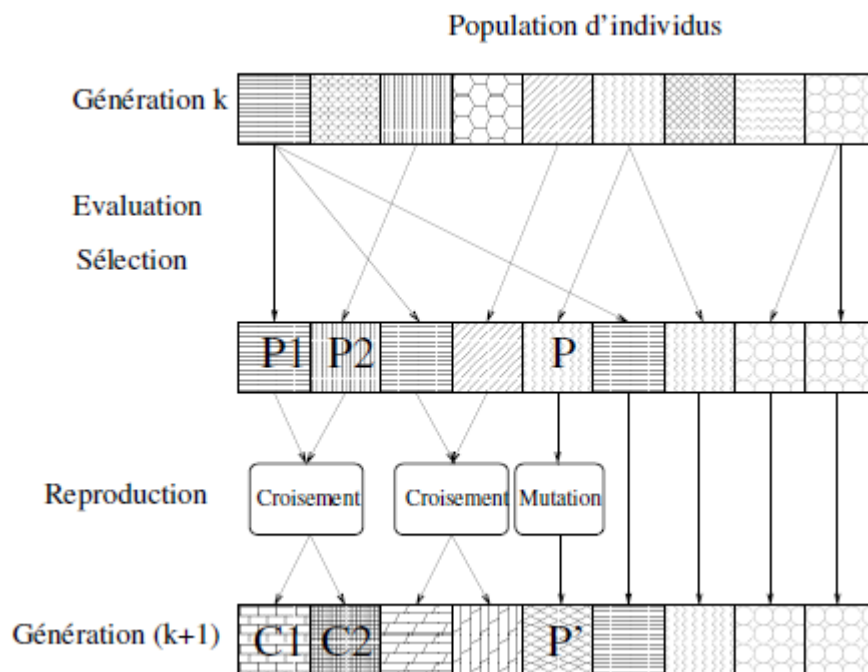 Population d'individus
Génération k
Evaluation
Sélection
P1 P2 P
Reproduction
Croisement Croisement Mutation
Génération (k+1)
C1 C2 P'